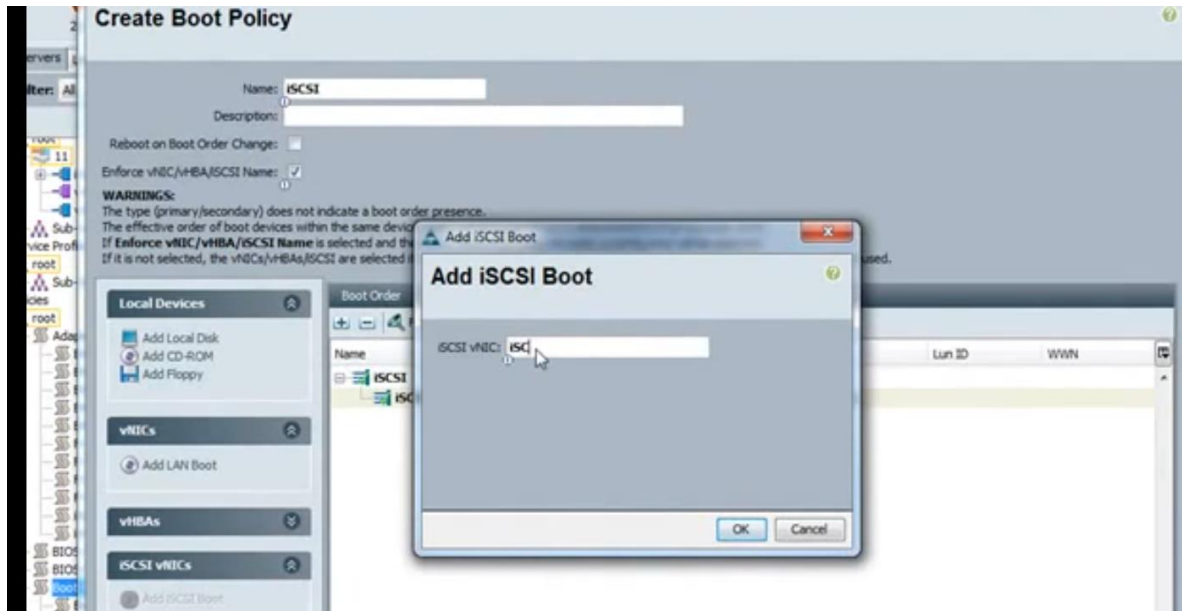 Create Boot Policy
Name: iSCSI
Description:
Reboot on Boot Order Change:
Enforce vNIC/vHBA/iSCSI Name:
WARNINGS:
The type (primary/secondary) does not indicate a boot order presence.
The effective order of boot devices within the same
If Enforce vNIC/vHBA/iSCSI Name is selected and the
If it is not selected, the vNICs/vHBAs/iSCSI are selected
used.
Local Devices
Add Local Disk
Add CD-ROM
Add Floppy
vNICs
Add LAN Boot
vHBAs
iSCSI vNICs
Add iSCSI Boot
Boot Order
Name
Lun ID
WWN
iSCSI
Add iSCSI Boot
Add iSCSI Boot
iSCSI vNIC: iSC
OK
Cancel
11
root
root
BIOS
BIOS
Boot